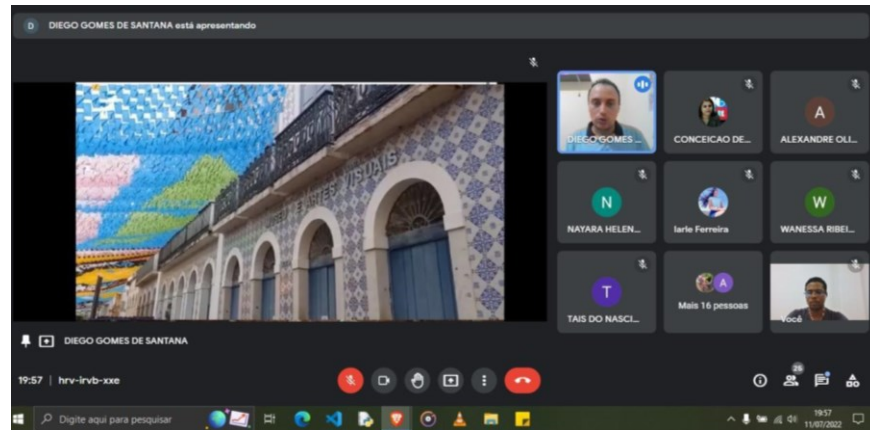 D
DIEGO GOMES DE SANTANA está apresentando
MUSEU DE ARTES VISUAIS
DIEGO GOMES ...
CONCEICAO DE...
A
ALEXANDRE OLI...
N
NAYARA HELEN...
Iarle Ferreira
W
WANESSA RIBEI...
T
TAIS DO NASCI...
A
Mais 16 pessoas
Você
DIEGO GOMES DE SANTANA
19:57 | hrv-irvb-xxe
25
Digite aqui para pesquisar
19:57
11/07/2022